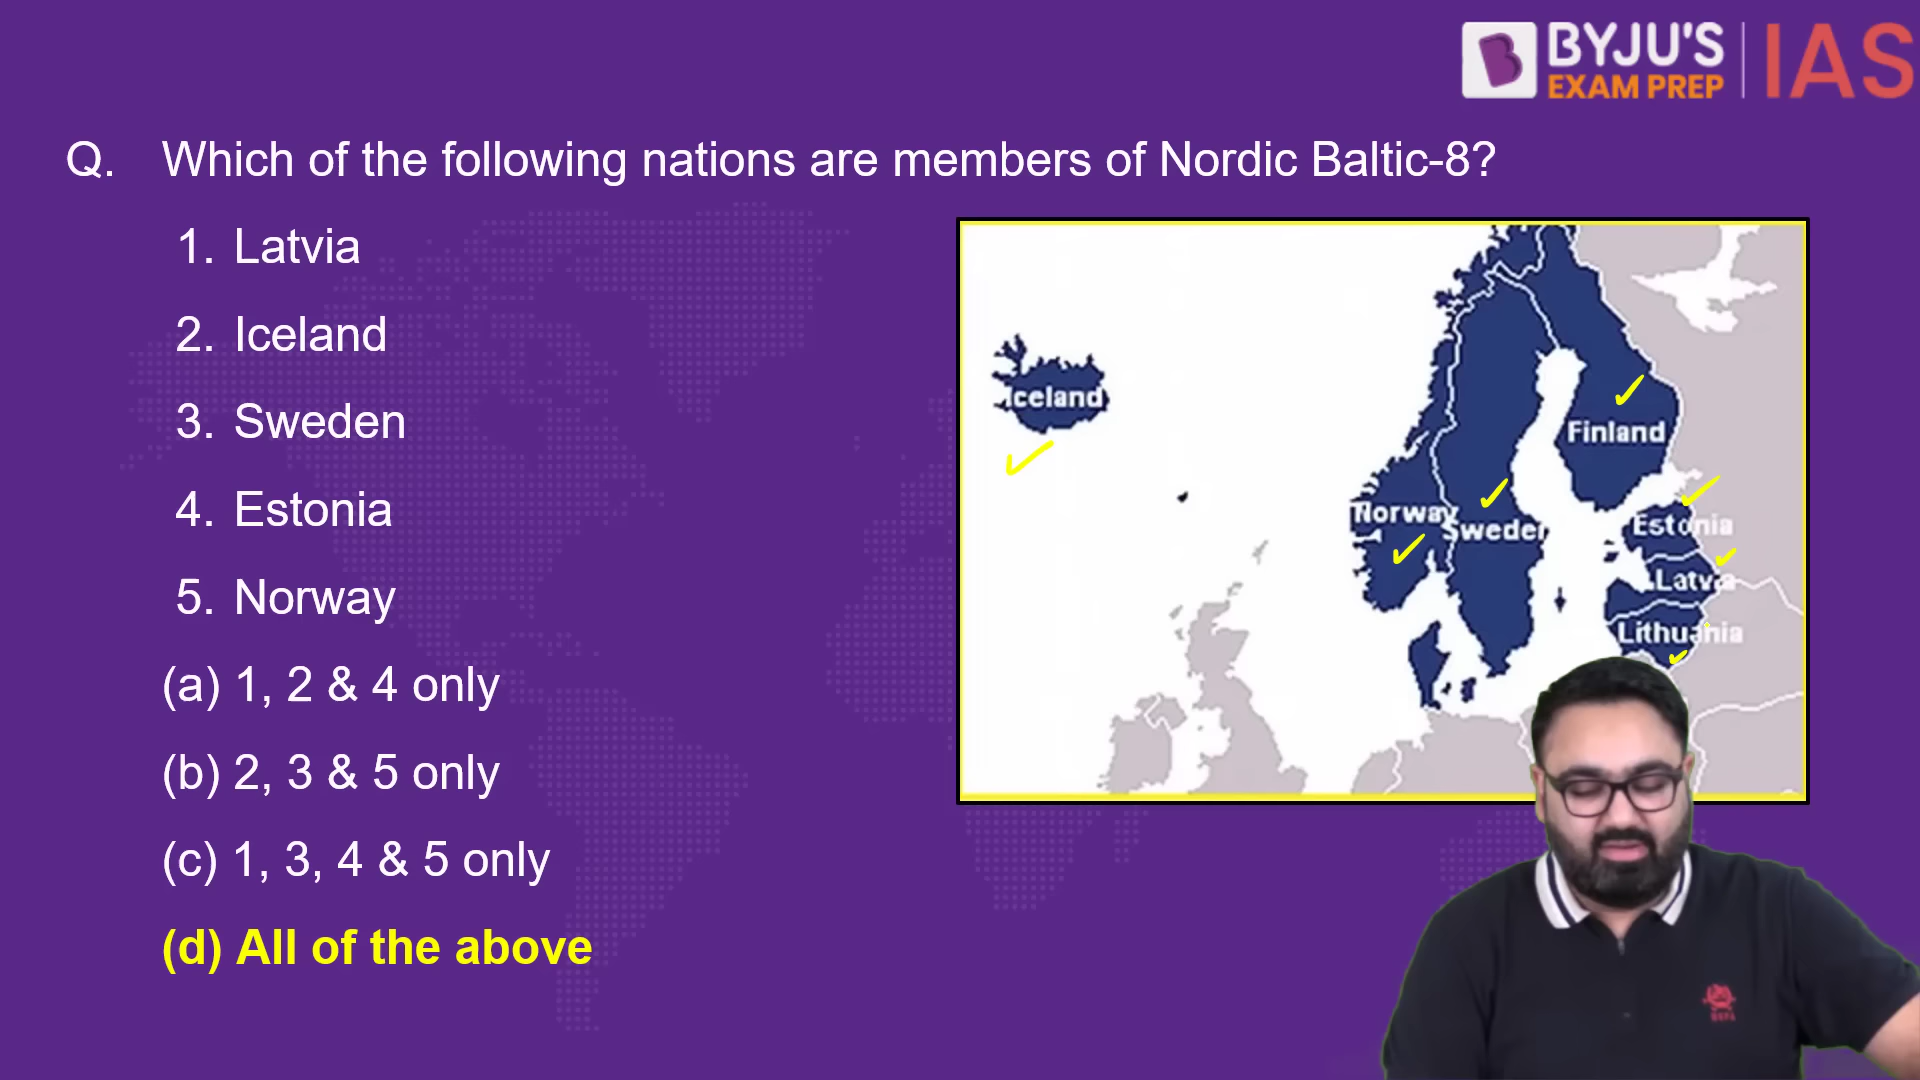 BYJU'S
EXAM PREP
IAS
Q. Which of the following nations are members of Nordic Baltic-8?
1. Latvia
2. Iceland
3. Sweden
4. Estonia
5. Norway
(a) 1, 2 & 4 only
(b) 2, 3 & 5 only
(c) 1, 3, 4 & 5 only
(d) All of the above
Iceland
Finland
Norway
Sweden
Estonia
Latvia
Lithuania